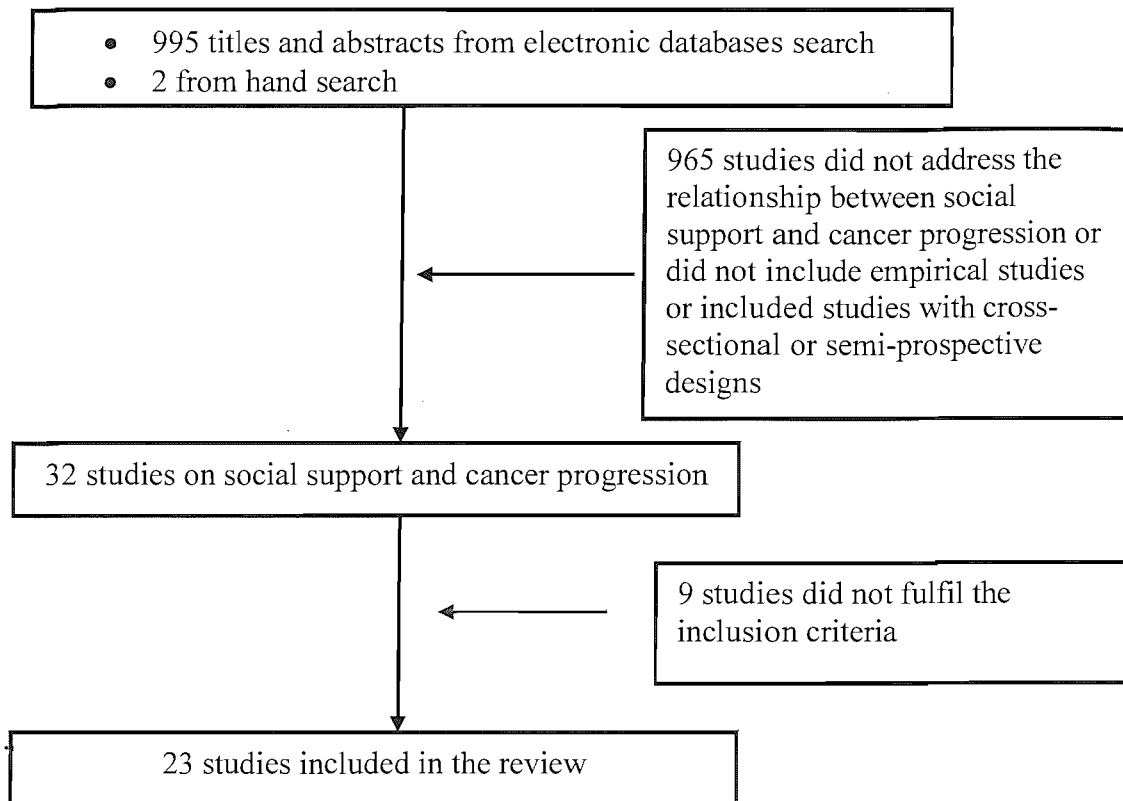 • 995 titles and abstracts from electronic databases search
• 2 from hand search
965 studies did not address the
relationship between social
support and cancer progression or
did not include empirical studies
or included studies with cross-
sectional or semi-prospective
designs
32 studies on social support and cancer progression
9 studies did not fulfil the
inclusion criteria
23 studies included in the review